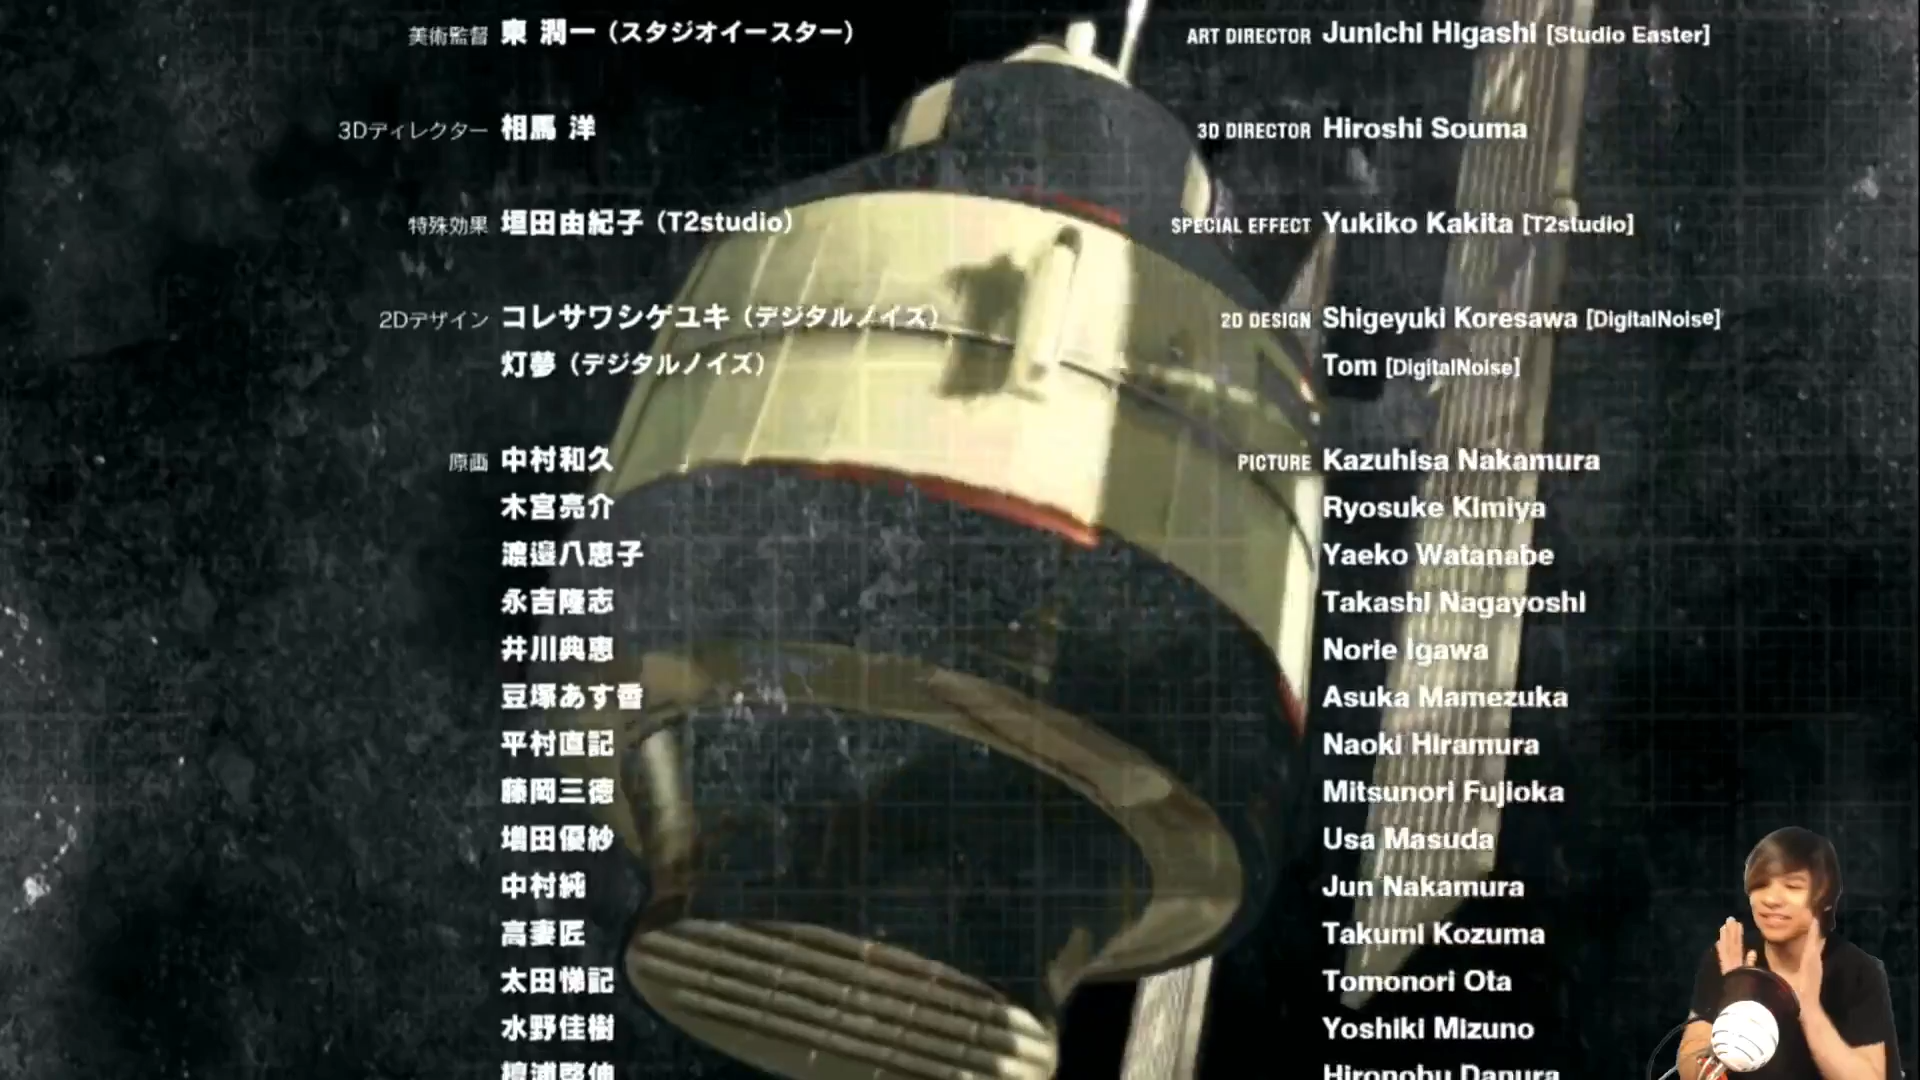 美術監督 東 潤一（スタジオイースター） ART DIRECTOR Junichi Higashi [Studio Easter]
3Dディレクター 相馬 洋 3D DIRECTOR Hiroshi Souma
特殊効果 垣田由紀子（T2studio） SPECIAL EFFECT Yukiko Kakita [T2studio]
2Dデザイン コレサワシゲユキ（デジタルノイズ） 2D DESIGN Shigeyuki Koresawa [DigitalNoise]
灯夢（デジタルノイズ） Tom [DigitalNoise]
原画 中村和久 PICTURE Kazuhisa Nakamura
木宮亮介 Ryosuke Kimiya
渡邉八恵子 Yaeko Watanabe
永吉隆志 Takashi Nagayoshi
井川典恵 Norie Igawa
豆塚あす香 Asuka Mamezuka
平村直記 Naoki Hiramura
藤岡三徳 Mitsunori Fujioka
増田優紗 Usa Masuda
中村純 Jun Nakamura
高妻匠 Takumi Kozuma
太田悌記 Tomonori Ota
水野佳樹 Yoshiki Mizuno
Hironobu Danura